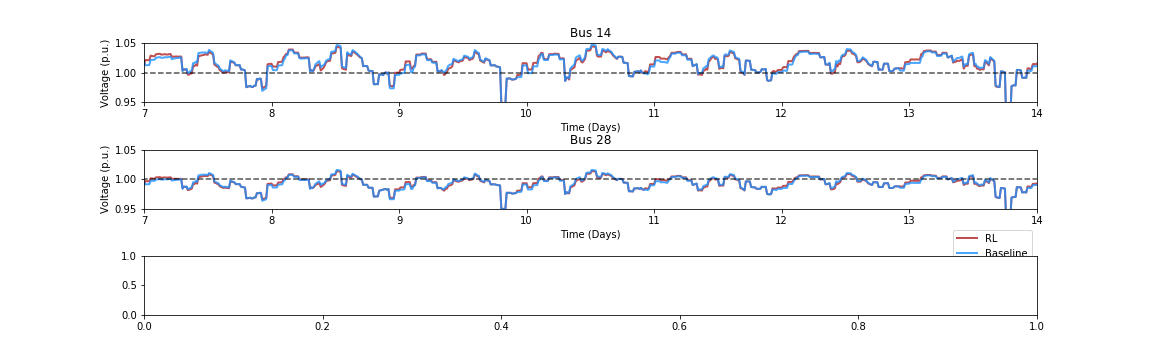 Bus 14
Voltage (p.u.)
1.05
1.00
0.95
7 8 9 10 11 12 13 14
Time (Days)
Bus 28
Voltage (p.u.)
1.05
1.00
0.95
7 8 9 10 11 12 13 14
Time (Days)
RL
Baseline
1.0
0.5
0.0
0.0 0.2 0.4 0.6 0.8 1.0